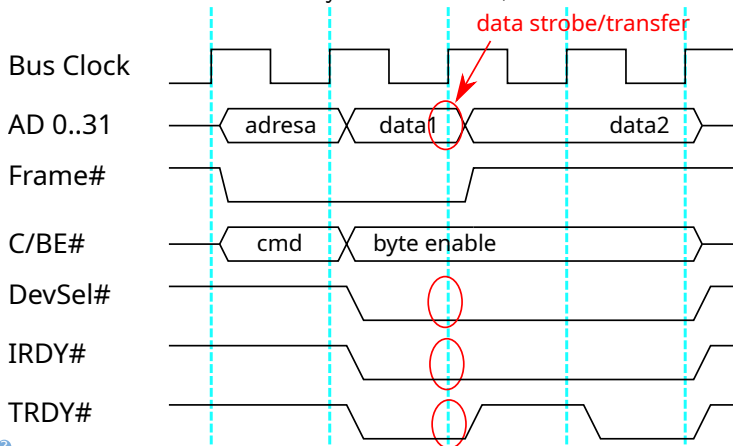 data strobe/transfer
Bus Clock
AD 0..31 adresa data1 data2
Frame#
C/BE# cmd byte enable
DevSel#
IRDY#
TRDY#
?